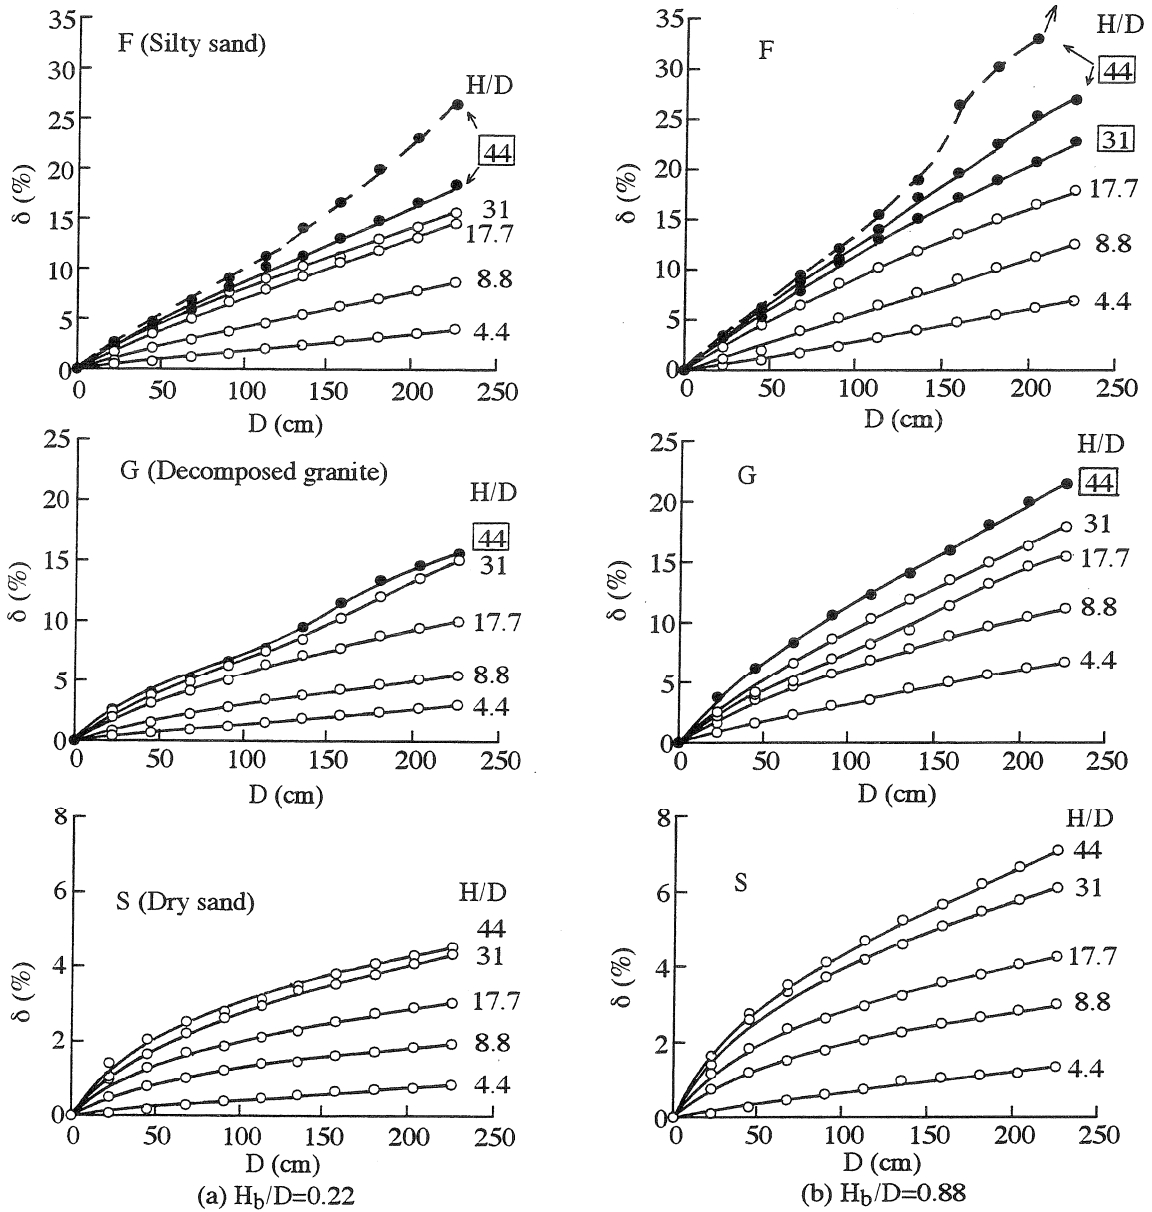 F (Silty sand)
H/D
44
31
17.7
8.8
4.4
35
30
25
20
15
10
5
0
δ (%)
0 50 100 150 200 250
D (cm)
F
H/D
44
31
17.7
8.8
4.4
35
30
25
20
15
10
5
0
δ (%)
0 50 100 150 200 250
D (cm)
G (Decomposed granite)
H/D
44
31
17.7
8.8
4.4
25
20
15
10
5
0
δ (%)
0 50 100 150 200 250
D (cm)
G
H/D
44
31
17.7
8.8
4.4
25
20
15
10
5
0
δ (%)
0 50 100 150 200 250
D (cm)
S (Dry sand)
H/D
44
31
17.7
8.8
4.4
8
6
4
2
0
δ (%)
0 50 100 150 200 250
D (cm)
(a) Hb/D=0.22
S
H/D
44
31
17.7
8.8
4.4
8
6
4
2
0
δ (%)
0 50 100 150 200 250
D (cm)
(b) Hb/D=0.88